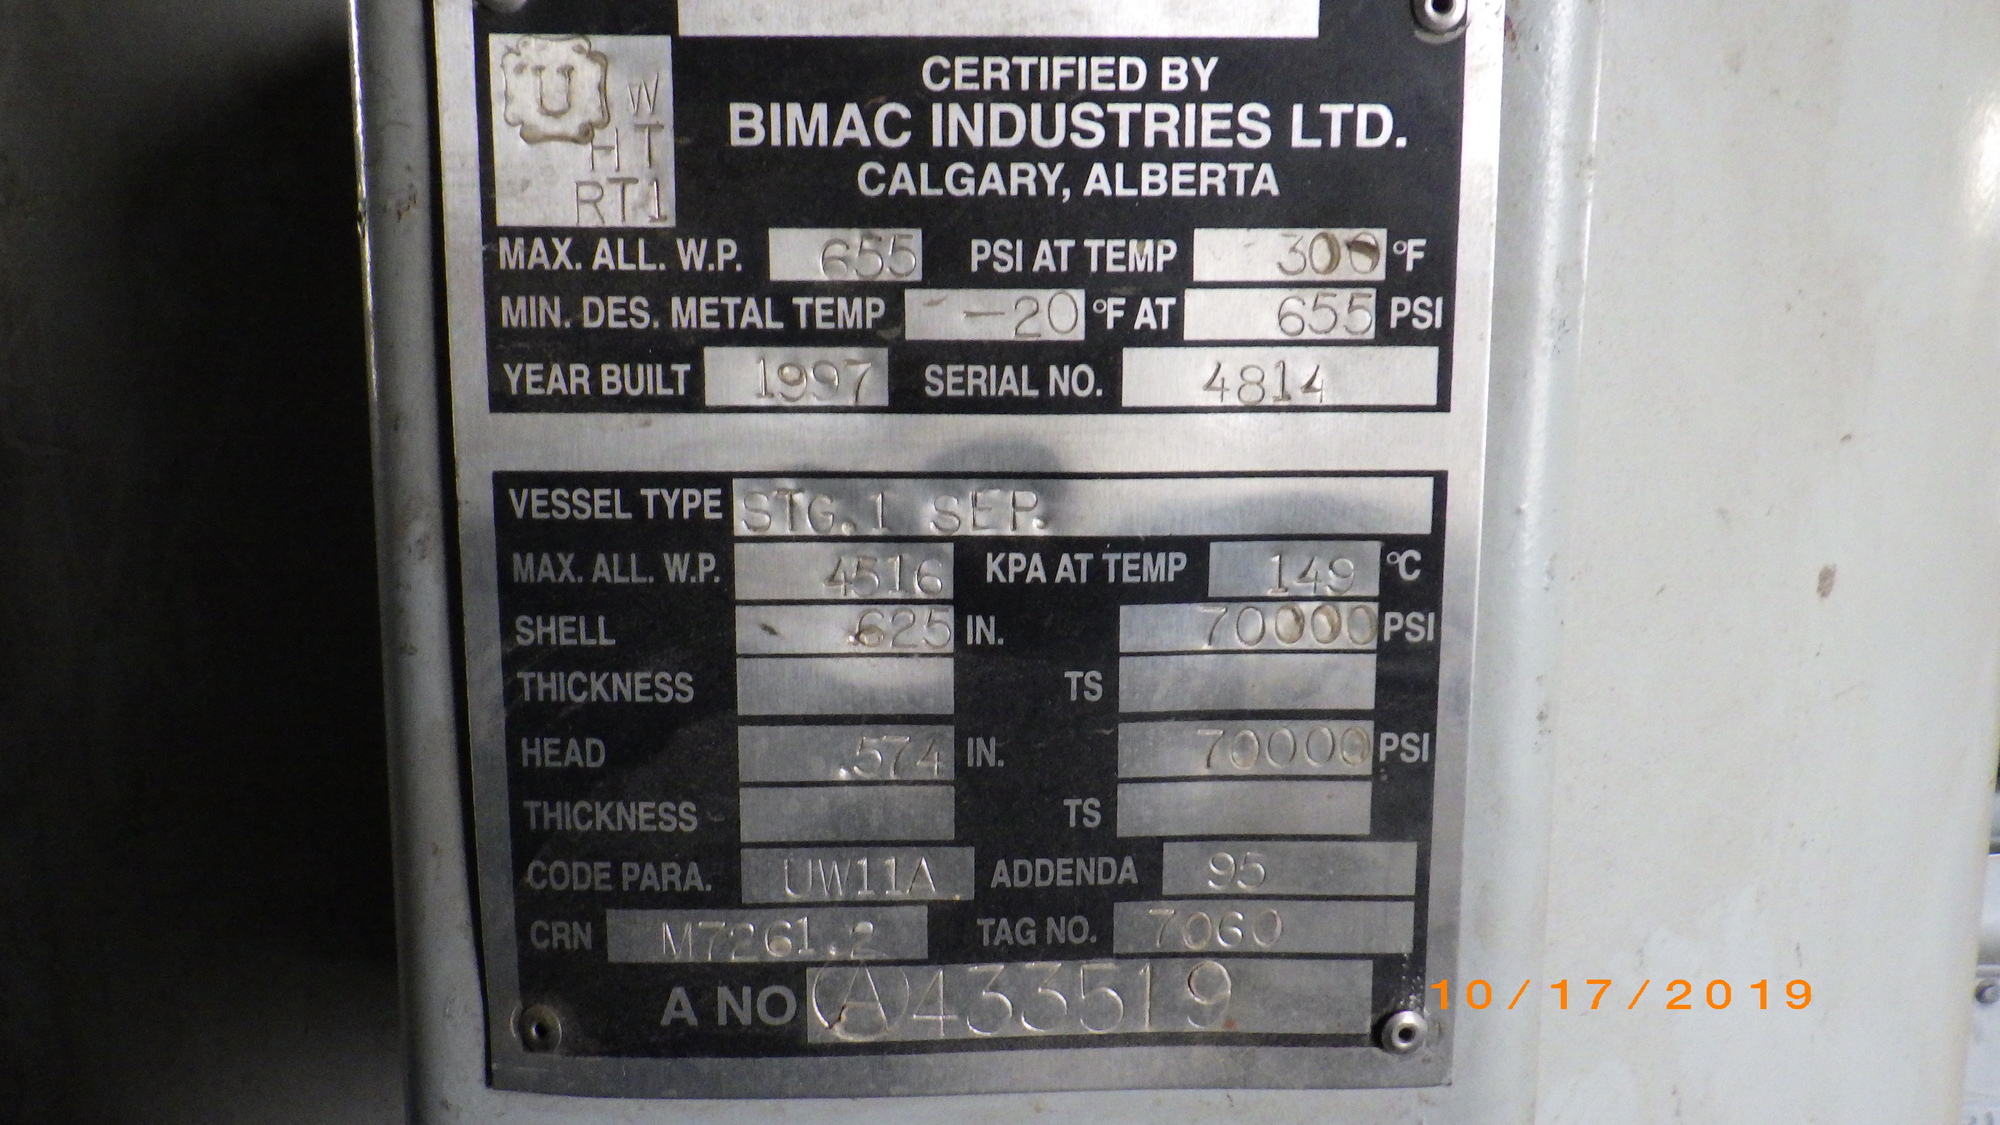 U W
HT
RT1
CERTIFIED BY
BIMAC INDUSTRIES LTD.
CALGARY, ALBERTA
MAX. ALL. W.P. 655 PSI AT TEMP 300 °F
MIN. DES. METAL TEMP -20 °F AT 655 PSI
YEAR BUILT 1997 SERIAL NO. 4814
VESSEL TYPE STG.1 SEP.
MAX. ALL. W.P. 4516 KPA AT TEMP 149 °C
SHELL .625 IN. 70000 PSI
THICKNESS TS
HEAD .574 IN. 70000 PSI
THICKNESS TS
CODE PARA. UW11A ADDENDA 95
CRN M7261.2 TAG NO. 7060
A NO A433519
10/17/2019